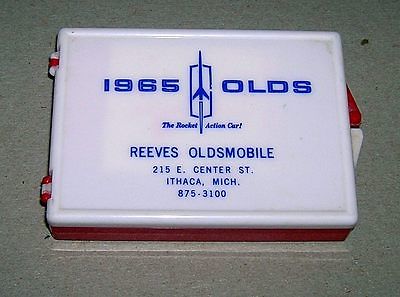 1965 OLDS
The Rocket Action Car!
REEVES OLDSMOBILE
215 E. CENTER ST.
ITHACA, MICH.
875-3100